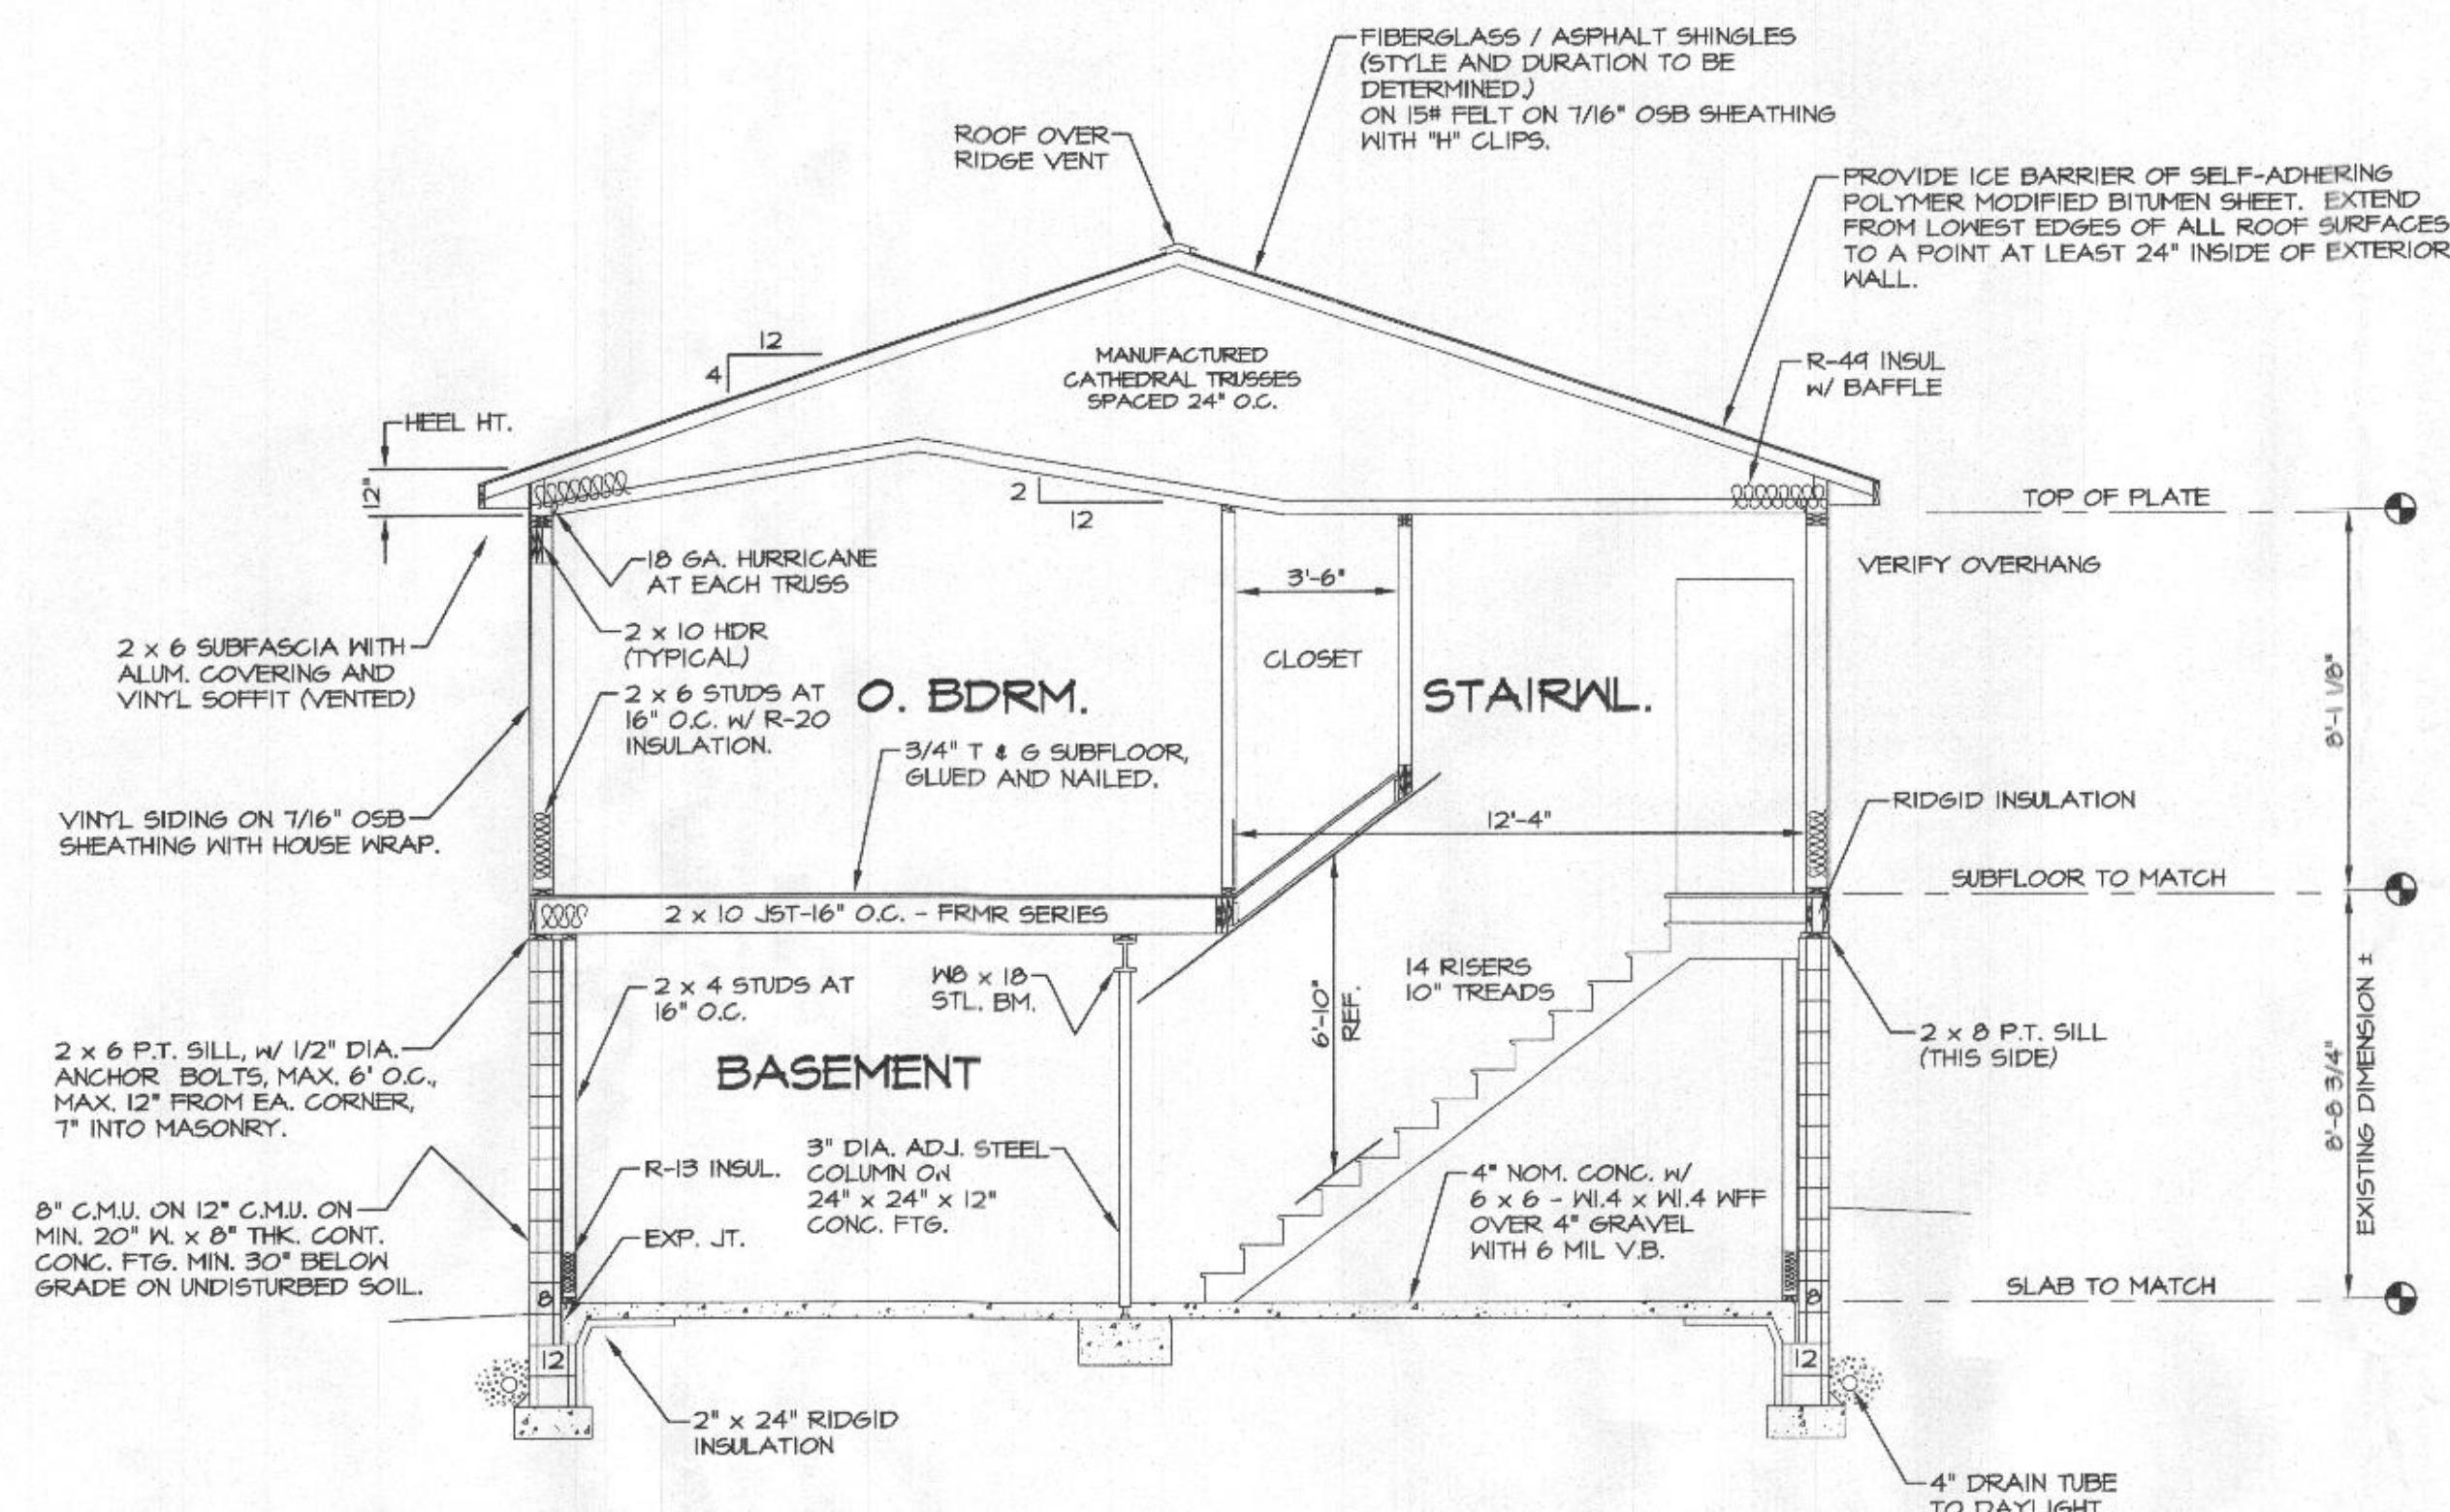 FIBERGLASS / ASPHALT SHINGLES
(STYLE AND DURATION TO BE
DETERMINED.)
ON 15# FELT ON 7/16" OSB SHEATHING
WITH "H" CLIPS.
ROOF OVER
RIDGE VENT
PROVIDE ICE BARRIER OF SELF-ADHERING
POLYMER MODIFIED BITUMEN SHEET. EXTEND
FROM LOWEST EDGES OF ALL ROOF SURFACES
TO A POINT AT LEAST 24" INSIDE OF EXTERIOR
WALL.
12
4
MANUFACTURED
CATHEDRAL TRUSSES
SPACED 24" O.C.
R-49 INSUL
W/ BAFFLE
HEEL HT.
12"
2
12
TOP OF PLATE
18 GA. HURRICANE
AT EACH TRUSS
3'-6"
VERIFY OVERHANG
2 x 6 SUBFASCIA WITH
ALUM. COVERING AND
VINYL SOFFIT (VENTED)
2 x 10 HDR
(TYPICAL)
CLOSET
2 x 6 STUDS AT
16" O.C. W/ R-20
INSULATION.
O. BDRM.
STAIRWL.
8'-1 1/8"
3/4" T & G SUBFLOOR,
GLUED AND NAILED.
VINYL SIDING ON 7/16" OSB
SHEATHING WITH HOUSE WRAP.
12'-4"
RIDGID INSULATION
SUBFLOOR TO MATCH
2 x 10 JST-16" O.C. - FRMR SERIES
2 x 4 STUDS AT
16" O.C.
W8 x 18
STL. BM.
6'-10"
REF.
14 RISERS
10" TREADS
2 x 8 P.T. SILL
(THIS SIDE)
8'-8 3/4"
EXISTING DIMENSION ±
2 x 6 P.T. SILL, W/ 1/2" DIA.
ANCHOR BOLTS, MAX. 6' O.C.,
MAX. 12" FROM EA. CORNER,
7" INTO MASONRY.
BASEMENT
8" C.M.U. ON 12" C.M.U. ON
MIN. 20" W. x 8" THK. CONT.
CONC. FTG. MIN. 30" BELOW
GRADE ON UNDISTURBED SOIL.
R-13 INSUL.
EXP. JT.
3" DIA. ADJ. STEEL
COLUMN ON
24" x 24" x 12"
CONC. FTG.
4" NOM. CONC. W/
6 x 6 - W1.4 x W1.4 WFF
OVER 4" GRAVEL
WITH 6 MIL V.B.
SLAB TO MATCH
8
8
12
12
2" x 24" RIDGID
INSULATION
4" DRAIN TUBE
TO DAYLIGHT